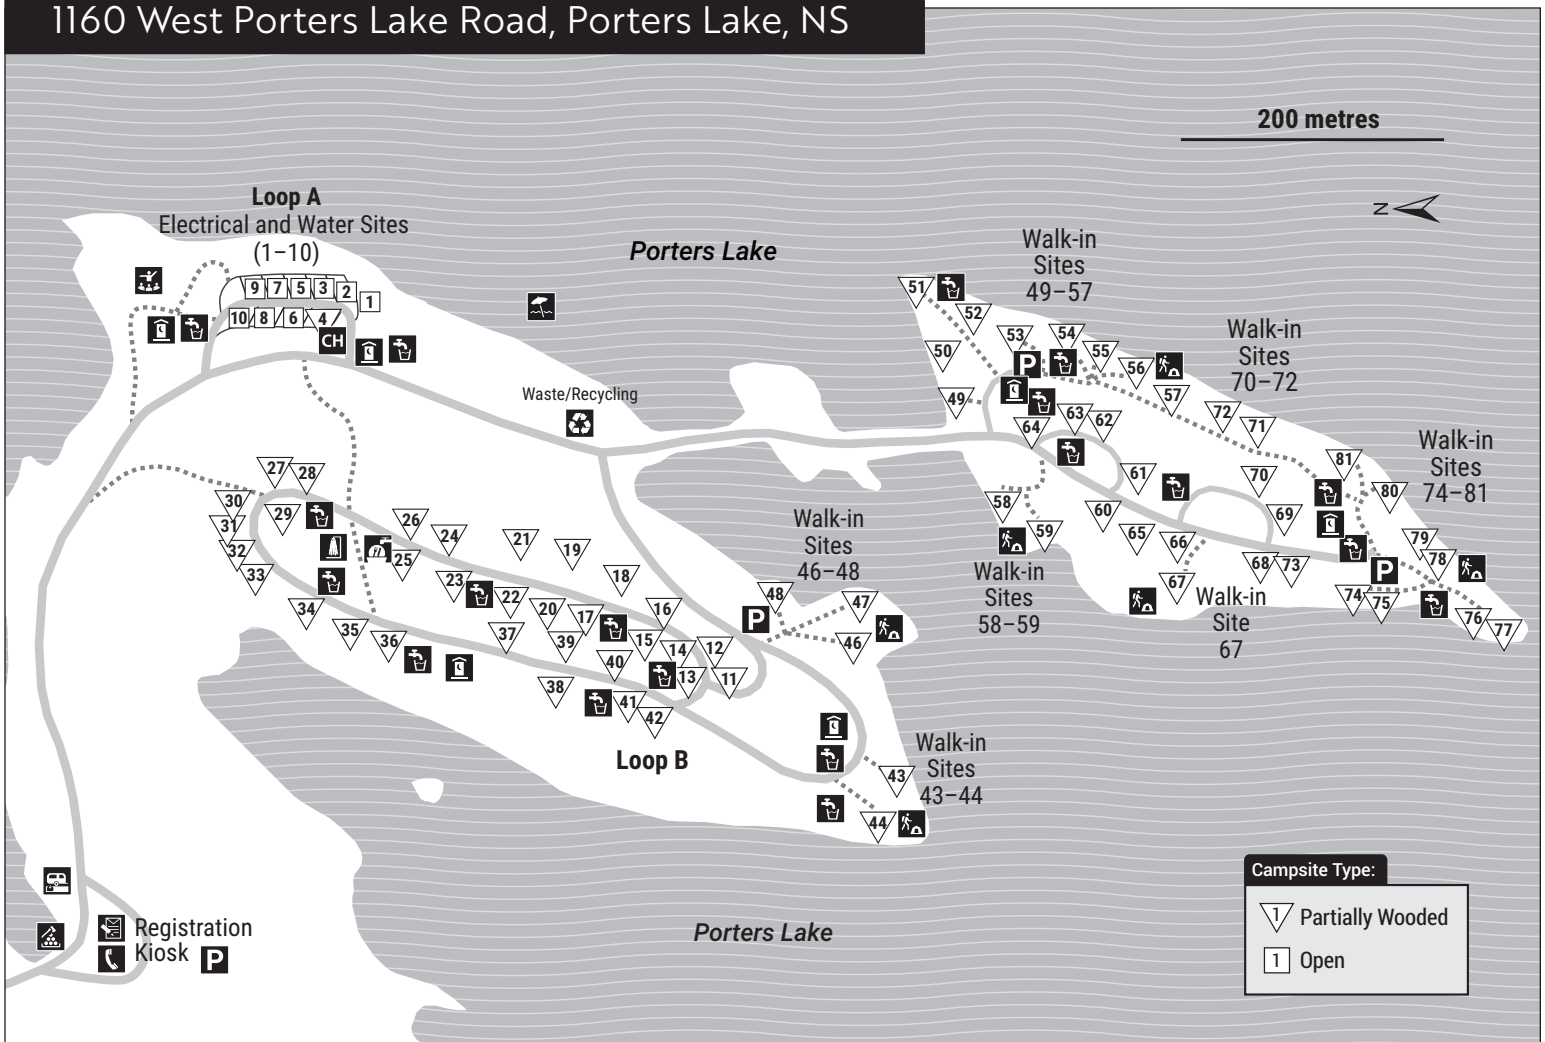 1160 West Porters Lake Road, Porters Lake, NS
200 metres
N
Loop A
Electrical and Water Sites
(1–10)
9 7 5 3 2 1
10 8 6 4
CH
Porters Lake
Waste/Recycling
Walk-in
Sites
49–57
51
52
53 54
50 55
P 56
49 57
Walk-in
Sites
70–72
64 63 62
72 71
61
70
81
80
Walk-in
Sites
74–81
58
59
60
65
66
69
68 73
67
79
78
P
74 75
76
77
Walk-in
Sites
58–59
Walk-in
Site
67
27 28
30
29
31
32
33
26
24
25
21
19
18
23
22
20
17
16
34
35
36
37
39
15
14
12
40
13
11
38
41
42
Loop B
Walk-in
Sites
46–48
48
47
P
46
Walk-in
Sites
43–44
43
44
Registration
Kiosk P
Porters Lake
Campsite Type:
1 Partially Wooded
1 Open